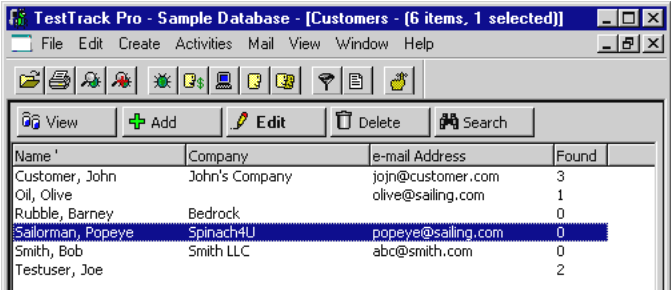 TestTrack Pro - Sample Database - [Customers - (6 items, 1 selected)]
File Edit Create Activities Mail View Window Help
View Add Edit Delete Search
Name ' Company e-mail Address Found
Customer, John John's Company jojn@customer.com 3
Oil, Olive olive@sailing.com 1
Rubble, Barney Bedrock 0
Sailorman, Popeye Spinach4U popeye@sailing.com 0
Smith, Bob Smith LLC abc@smith.com 0
Testuser, Joe 2